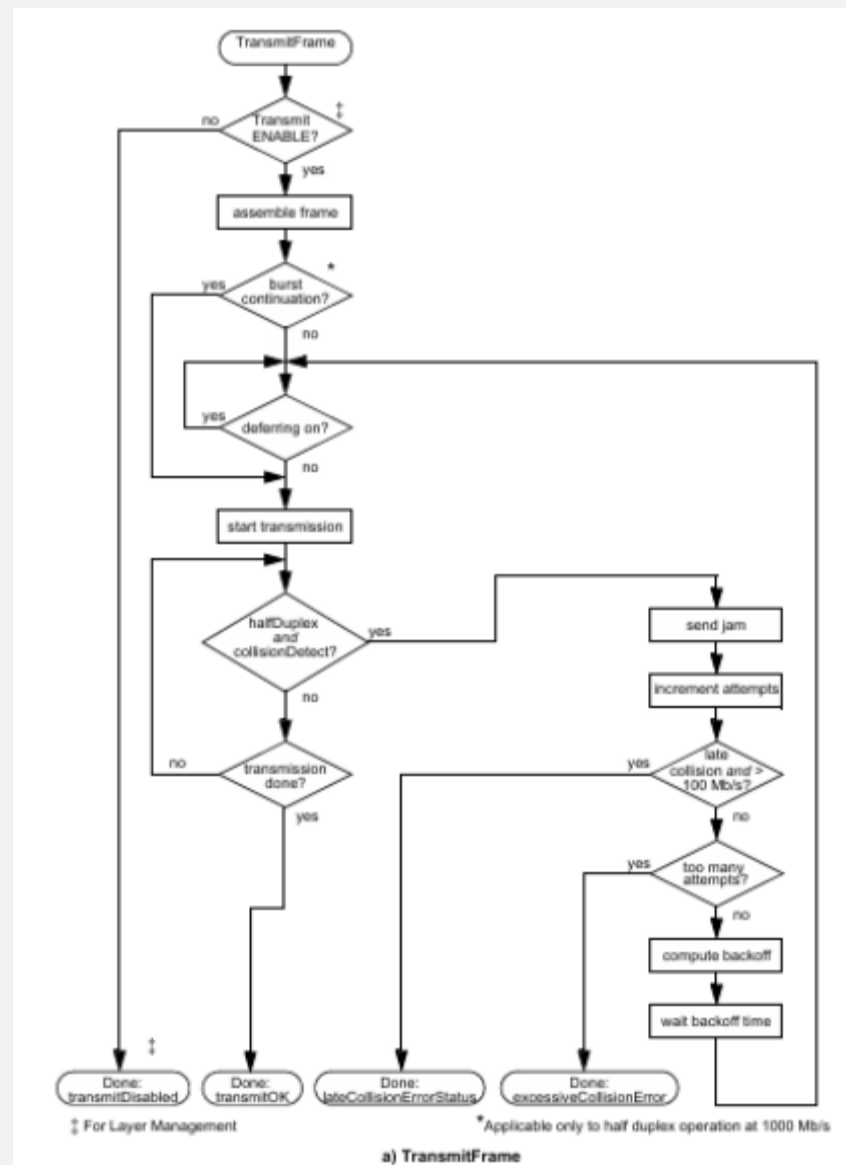 TransmitFrame
‡
Transmit
ENABLE?
no
yes
assemble frame
*
burst
continuation?
yes
no
deferring on?
yes
no
start transmission
halfDuplex
and
collisionDetect?
yes
no
send jam
increment attempts
transmission
done?
no
yes
late
collision and >
100 Mb/s?
yes
no
too many
attempts?
yes
no
compute backoff
wait backoff time
‡
Done:
transmitDisabled
Done:
transmitOK
Done:
lateCollisionErrorStatus
Done:
excessiveCollisionError
‡ For Layer Management
*Applicable only to half duplex operation at 1000 Mb/s
a) TransmitFrame